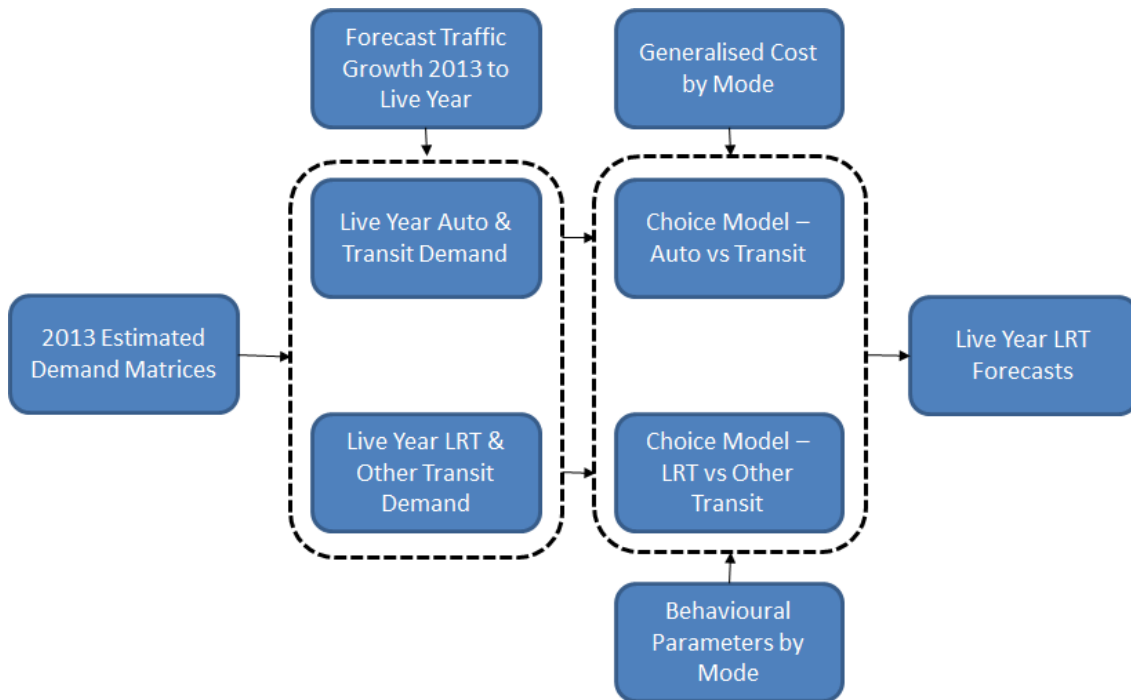 Forecast Traffic
Growth 2013 to
Live Year
Generalised Cost
by Mode
Live Year Auto &
Transit Demand
Choice Model –
Auto vs Transit
2013 Estimated
Demand Matrices
Live Year LRT
Forecasts
Live Year LRT &
Other Transit
Demand
Choice Model –
LRT vs Other
Transit
Behavioural
Parameters by
Mode